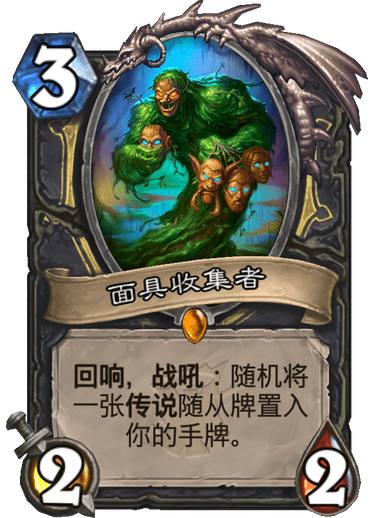 3
面具收集者
回响，战吼：随机将
一张传说随从牌置入
你的手牌。
2
2